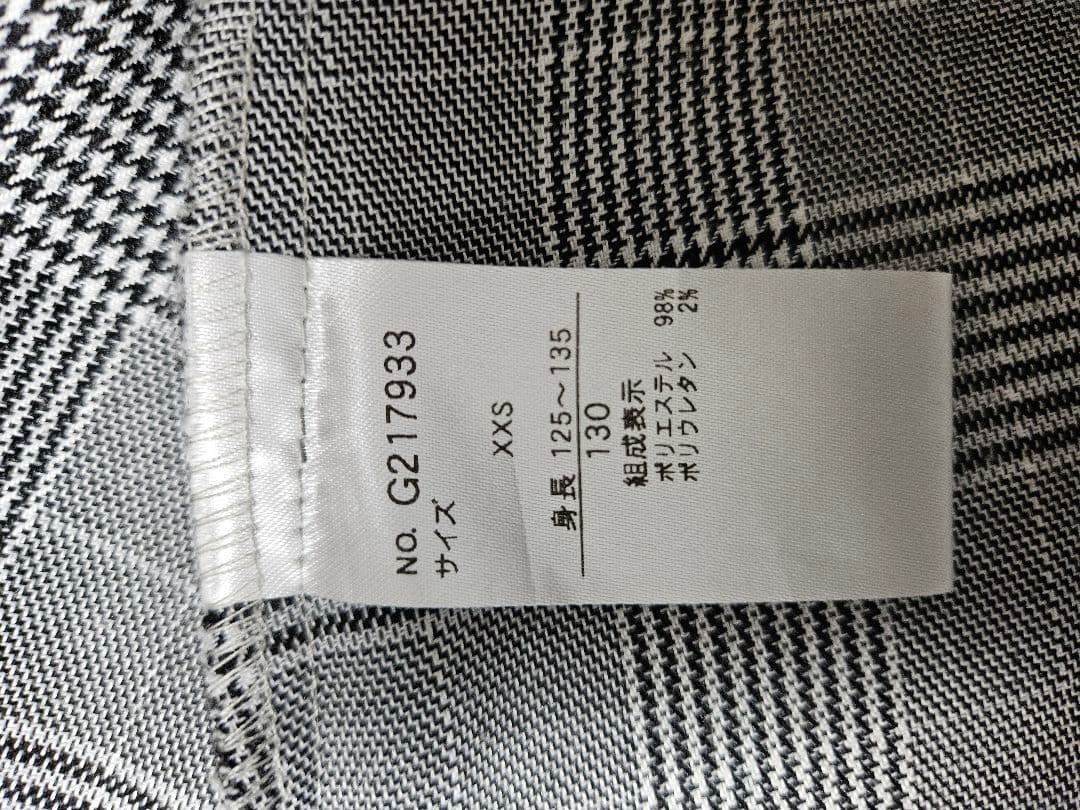 NO. G217933
サイズ
XXS
身長 125~135
130
組成表示
ポリエステル 98%
ポリウレタン 2%